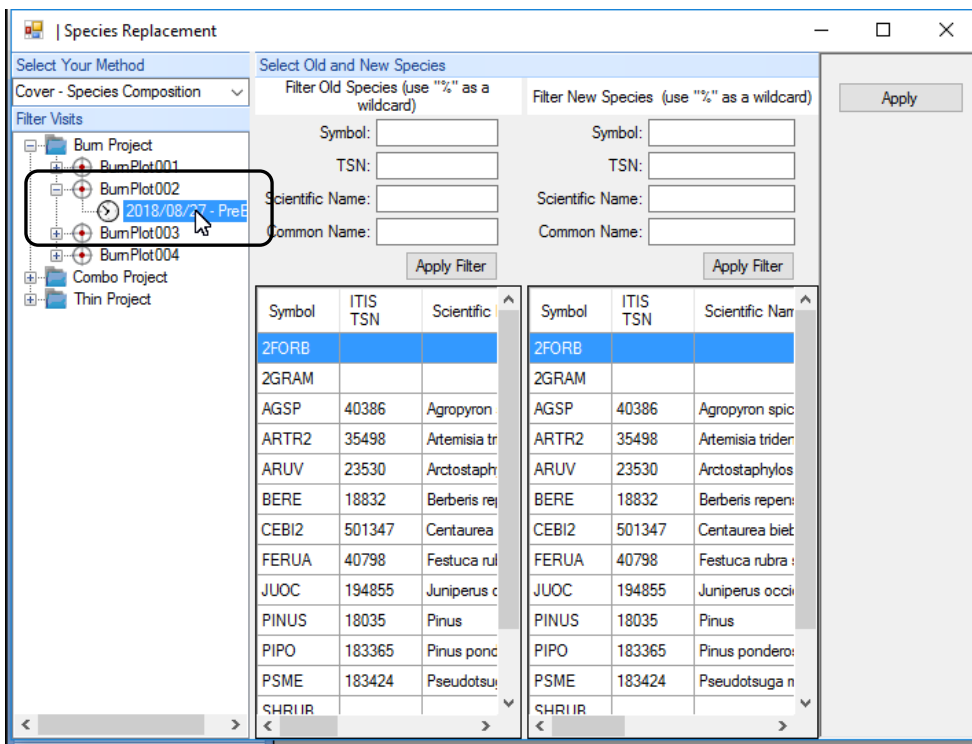 | Species Replacement
Select Your Method
Cover - Species Composition
Filter Visits
Burn Project
BurnPlot001
BurnPlot002
2018/08/27 - PreB
BurnPlot003
BurnPlot004
Combo Project
Thin Project
Select Old and New Species
Filter Old Species (use "%" as a
wildcard)
Symbol:
TSN:
Scientific Name:
Common Name:
Apply Filter
Symbol ITIS TSN Scientific
2FORB
2GRAM
AGSP 40386 Agropyron
ARTR2 35498 Artemisia tr
ARUV 23530 Arctostaph
BERE 18832 Berberis rep
CEBI2 501347 Centaurea
FERUA 40798 Festuca rub
JUOC 194855 Juniperus o
PINUS 18035 Pinus
PIPO 183365 Pinus pond
PSME 183424 Pseudotsug
SHRUB
Filter New Species (use "%" as a wildcard)
Symbol:
TSN:
Scientific Name:
Common Name:
Apply Filter
Symbol ITIS TSN Scientific Nam
2FORB
2GRAM
AGSP 40386 Agropyron spic
ARTR2 35498 Artemisia triden
ARUV 23530 Arctostaphylos
BERE 18832 Berberis repens
CEBI2 501347 Centaurea bieb
FERUA 40798 Festuca rubra s
JUOC 194855 Juniperus occi
PINUS 18035 Pinus
PIPO 183365 Pinus ponderos
PSME 183424 Pseudotsuga m
SHRUB
Apply